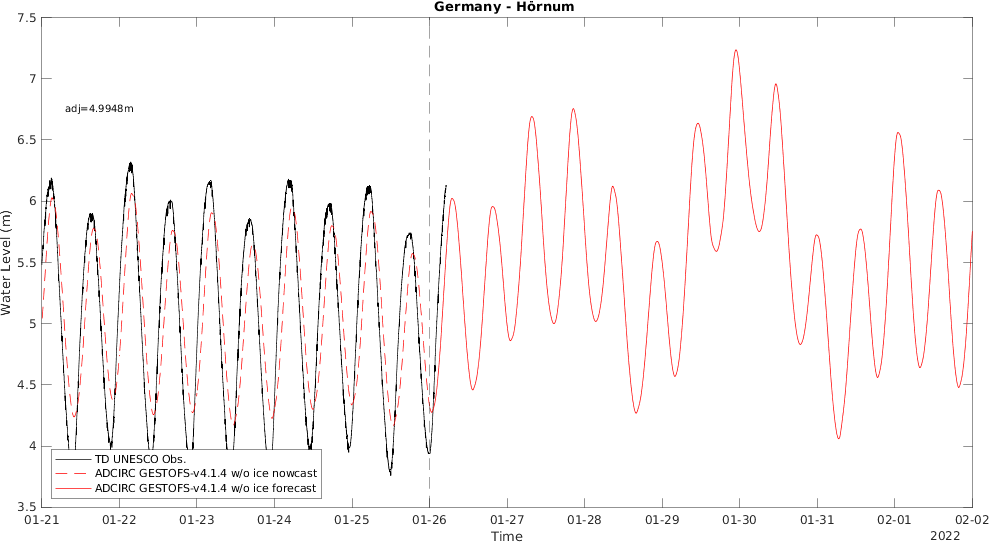 Germany - Hörnum
7.5
7
6.5
6
5.5
5
4.5
4
3.5
Water Level (m)
adj=4.9948m
TD UNESCO Obs.
ADCIRC GESTOFS-v4.1.4 w/o ice nowcast
ADCIRC GESTOFS-v4.1.4 w/o ice forecast
01-21 01-22 01-23 01-24 01-25 01-26 01-27 01-28 01-29 01-30 01-31 02-01 02-02
Time
2022